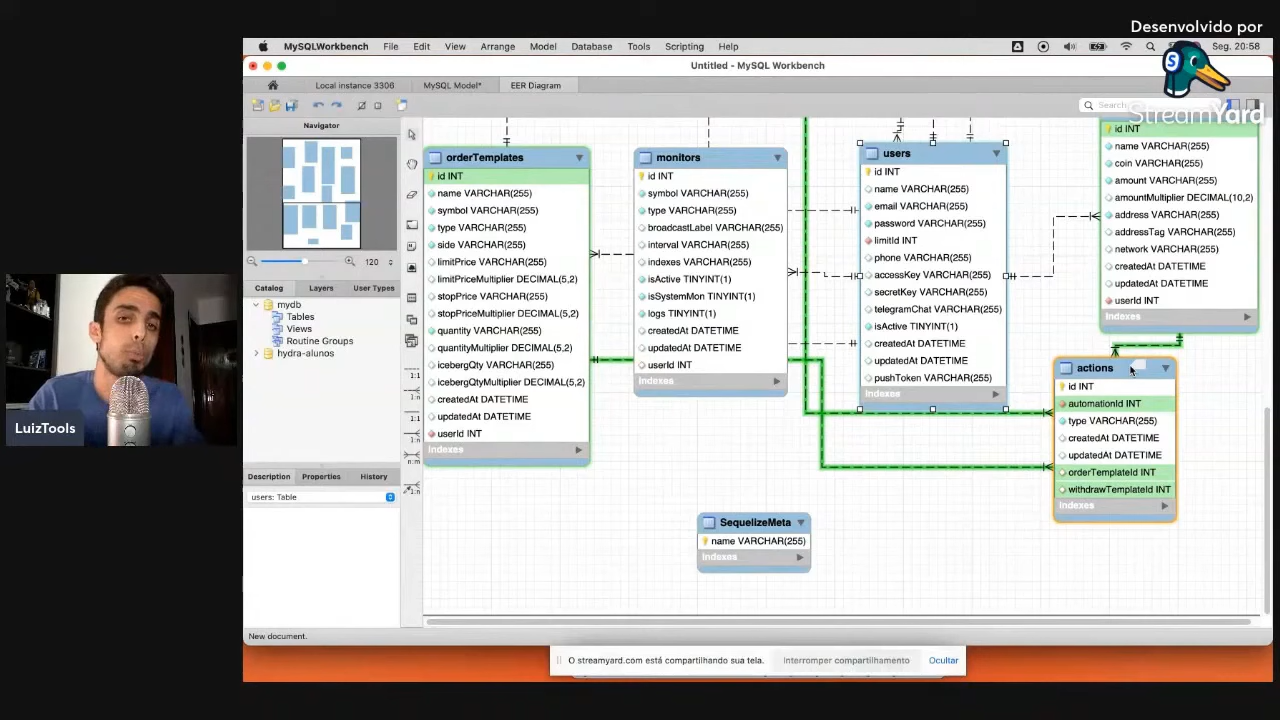 Desenvolvido por
StreamYard
MySQLWorkbench File Edit View Arrange Model Database Tools Scripting Help
Seg. 20:58
Untitled - MySQL Workbench
Local instance 3306
MySQL Model*
EER Diagram
Search
Navigator
120
Catalog Layers User Types
mydb
Tables
Views
Routine Groups
hydra-alunos
Description Properties History
users: Table
1:1
1:n
1:1
1:n
n:m
1:n
orderTemplates
id INT
name VARCHAR(255)
symbol VARCHAR(255)
type VARCHAR(255)
side VARCHAR(255)
limitPrice VARCHAR(255)
limitPriceMultiplier DECIMAL(5,2)
stopPrice VARCHAR(255)
stopPriceMultiplier DECIMAL(5,2)
quantity VARCHAR(255)
quantityMultiplier DECIMAL(5,2)
icebergQty VARCHAR(255)
icebergQtyMultiplier DECIMAL(5,2)
createdAt DATETIME
updatedAt DATETIME
userId INT
Indexes
monitors
id INT
symbol VARCHAR(255)
type VARCHAR(255)
broadcastLabel VARCHAR(255)
interval VARCHAR(255)
indexes VARCHAR(255)
isActive TINYINT(1)
isSystemMon TINYINT(1)
logs TINYINT(1)
createdAt DATETIME
updatedAt DATETIME
userId INT
Indexes
users
id INT
name VARCHAR(255)
email VARCHAR(255)
password VARCHAR(255)
limitId INT
phone VARCHAR(255)
accessKey VARCHAR(255)
secretKey VARCHAR(255)
telegramChat VARCHAR(255)
isActive TINYINT(1)
createdAt DATETIME
updatedAt DATETIME
pushToken VARCHAR(255)
Indexes
id INT
name VARCHAR(255)
coin VARCHAR(255)
amount VARCHAR(255)
amountMultiplier DECIMAL(10,2)
address VARCHAR(255)
addressTag VARCHAR(255)
network VARCHAR(255)
createdAt DATETIME
updatedAt DATETIME
userId INT
Indexes
actions
id INT
automationId INT
type VARCHAR(255)
createdAt DATETIME
updatedAt DATETIME
orderTemplateId INT
withdrawTemplateId INT
Indexes
SequelizeMeta
name VARCHAR(255)
Indexes
LuizTools
New document.
O streamyard.com está compartilhando sua tela.
Interromper compartilhamento
Ocultar